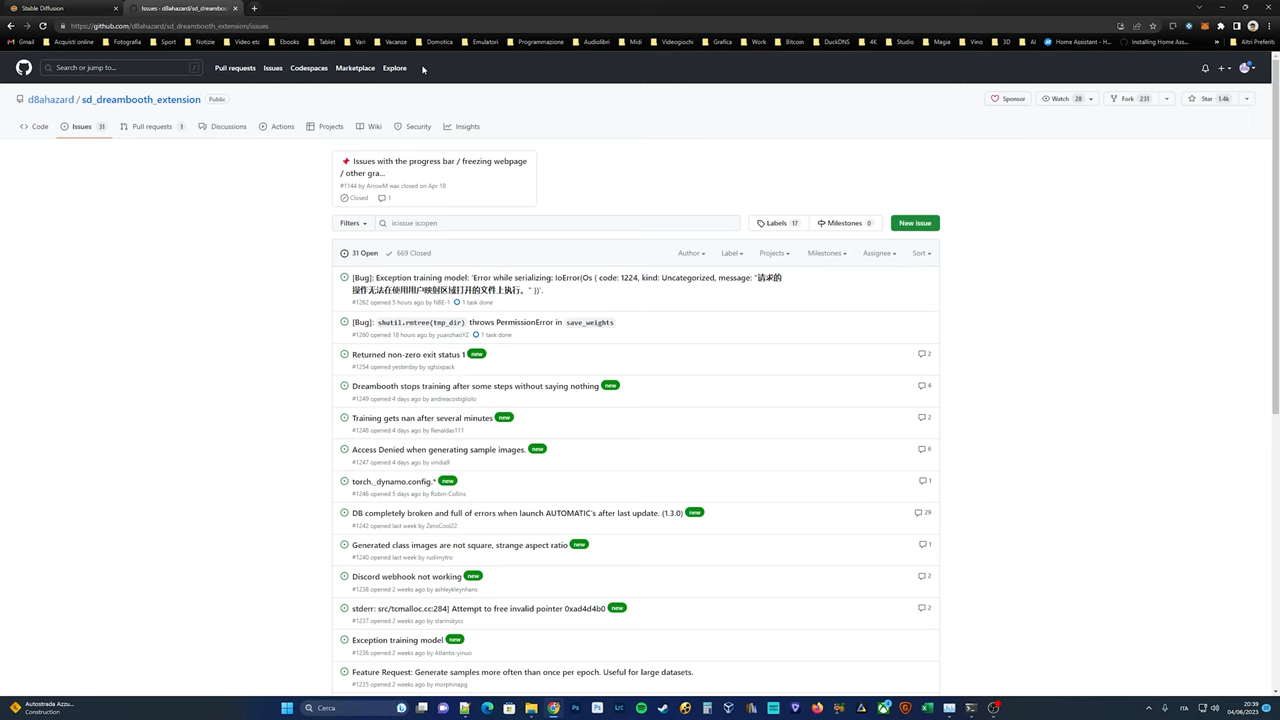 Stable Diffusion
Issues · d8ahazard/sd_dreamboo
https://github.com/d8ahazard/sd_dreambooth_extension/issues
Gmail Acquisti online Fotografia Sport Notizie Video etc Ebooks Tablet Vari Vacanze Domotica Emulatori Programmazione Audiolibri Midi Videogiochi Grafica Work Bitcoin DuckDNS 4K Studio Magia Vino 3D AI Home Assistant - H... Installing Home Ass... » Altri Preferiti
Search or jump to... / Pull requests Issues Codespaces Marketplace Explore
d8ahazard / sd_dreambooth_extension Public Sponsor Watch 28 Fork 231 Star 1.4k
Code Issues 31 Pull requests 1 Discussions Actions Projects Wiki Security Insights
Issues with the progress bar / freezing webpage
/ other gra...
#1144 by ArrowM was closed on Apr 18
Closed 1
Filters is:issue is:open Labels 17 Milestones 0 New issue
31 Open 669 Closed Author Label Projects Milestones Assignee Sort
[Bug]: Exception training model: 'Error while serializing: IoError(Os { code: 1224, kind: Uncategorized, message: "请求的
操作无法在使用用户映射区域打开的文件上执行。" })'.
#1262 opened 5 hours ago by NBE-1 1 task done
[Bug]: shutil.rmtree(tmp_dir) throws PermissionError in save_weights
#1260 opened 18 hours ago by yuanzhaoYZ 1 task done
Returned non-zero exit status 1 new 2
#1254 opened yesterday by sgtuxpack
Dreambooth stops training after some steps without saying nothing new 4
#1249 opened 4 days ago by andreacostigliolo
Training gets nan after several minutes new 2
#1248 opened 4 days ago by Renaldas111
Access Denied when generating sample images. new 6
#1247 opened 4 days ago by vindia9
torch._dynamo.config.* new 1
#1246 opened 5 days ago by Robin-Collins
DB completely broken and full of errors when launch AUTOMATIC's after last update. (1.3.0) new 29
#1242 opened last week by ZeroCool22
Generated class images are not square, strange aspect ratio new 1
#1240 opened last week by rudimytro
Discord webhook not working new 2
#1238 opened 2 weeks ago by ashleykleynhans
stderr: src/tcmalloc.cc:284] Attempt to free invalid pointer 0xad4d4b0 new 2
#1237 opened 2 weeks ago by starinskycc
Exception training model new
#1236 opened 2 weeks ago by Atlantis-yinuo
Feature Request: Generate samples more often than once per epoch. Useful for large datasets.
#1235 opened 2 weeks ago by morphinapg
Autostrada Azzu...
Construction
Cerca
ITA
20:39
04/06/2023